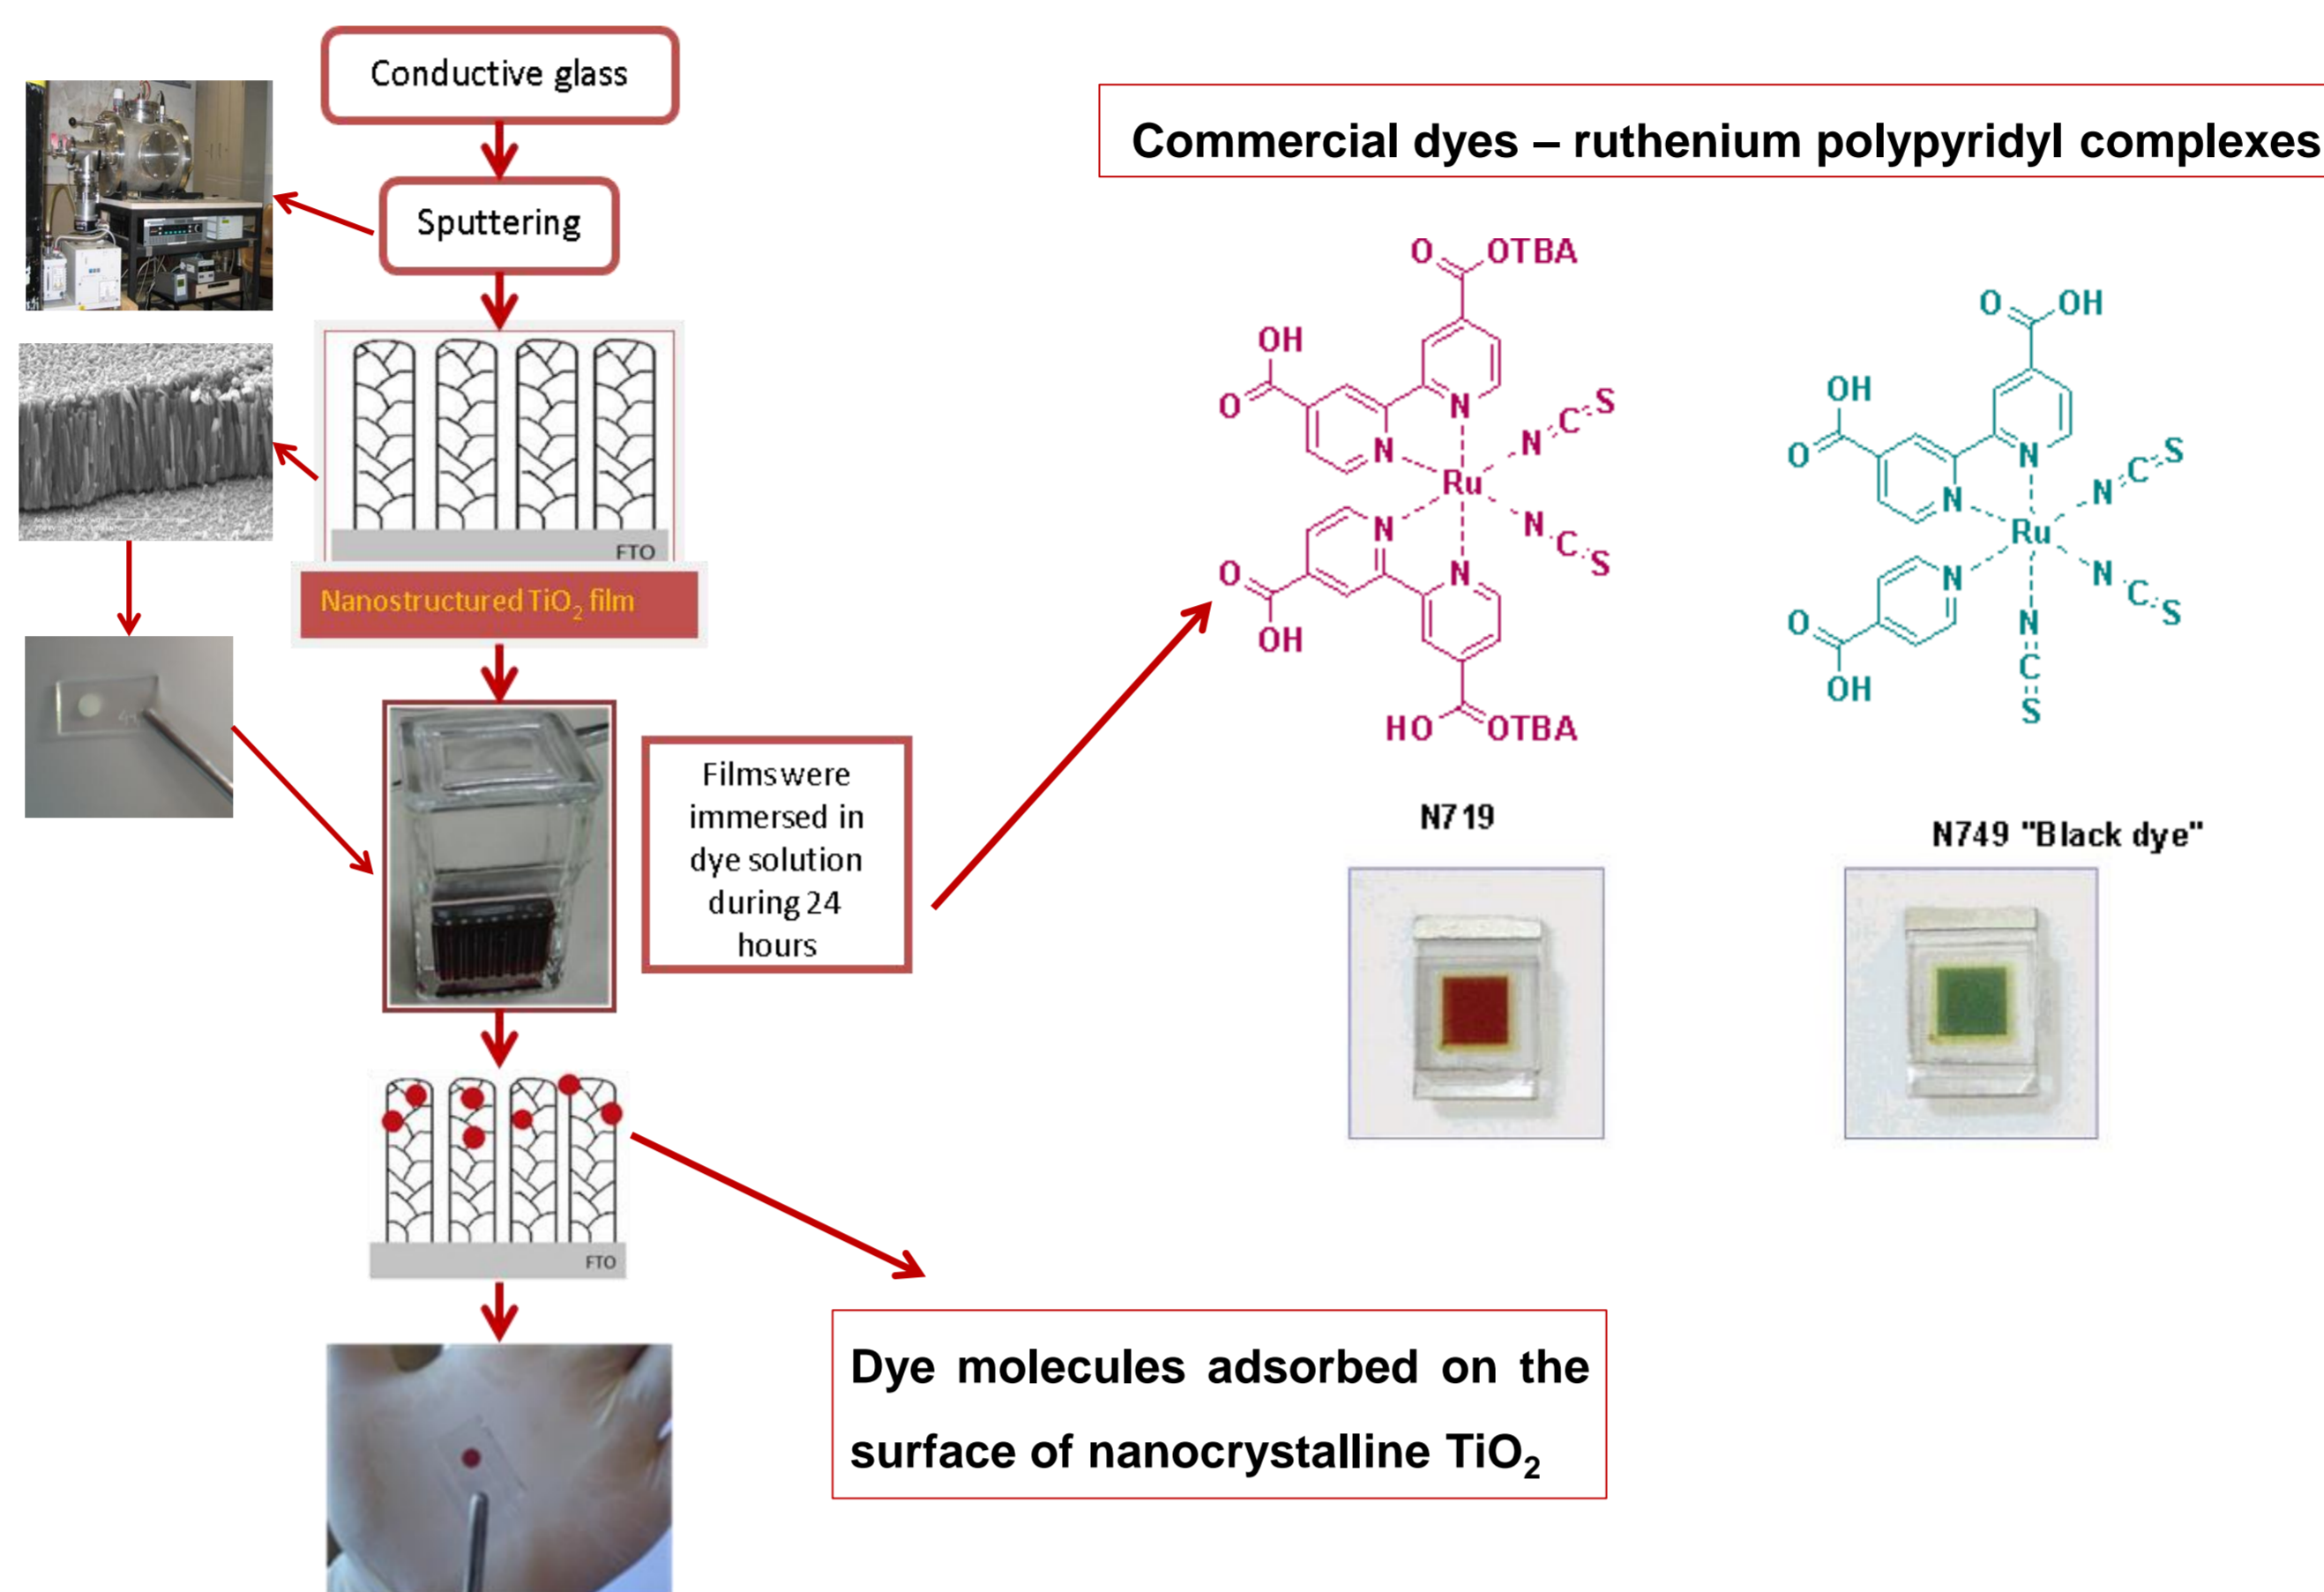 Conductive glass
Sputtering
FTO
Nanostructured TiO₂ film
Films were
immersed in
dye solution
during 24
hours
FTO
Dye molecules adsorbed on the
surface of nanocrystalline TiO₂
Commercial dyes – ruthenium polypyridyl complexes
O OTBA
OH
O
N
N
N C S
Ru
N
N C S
N
O
OH
HO OTBA
N719
O OH
OH
O
N
N
N C S
Ru
N
N C S
N
C
S
O
OH
N749 "Black dye"